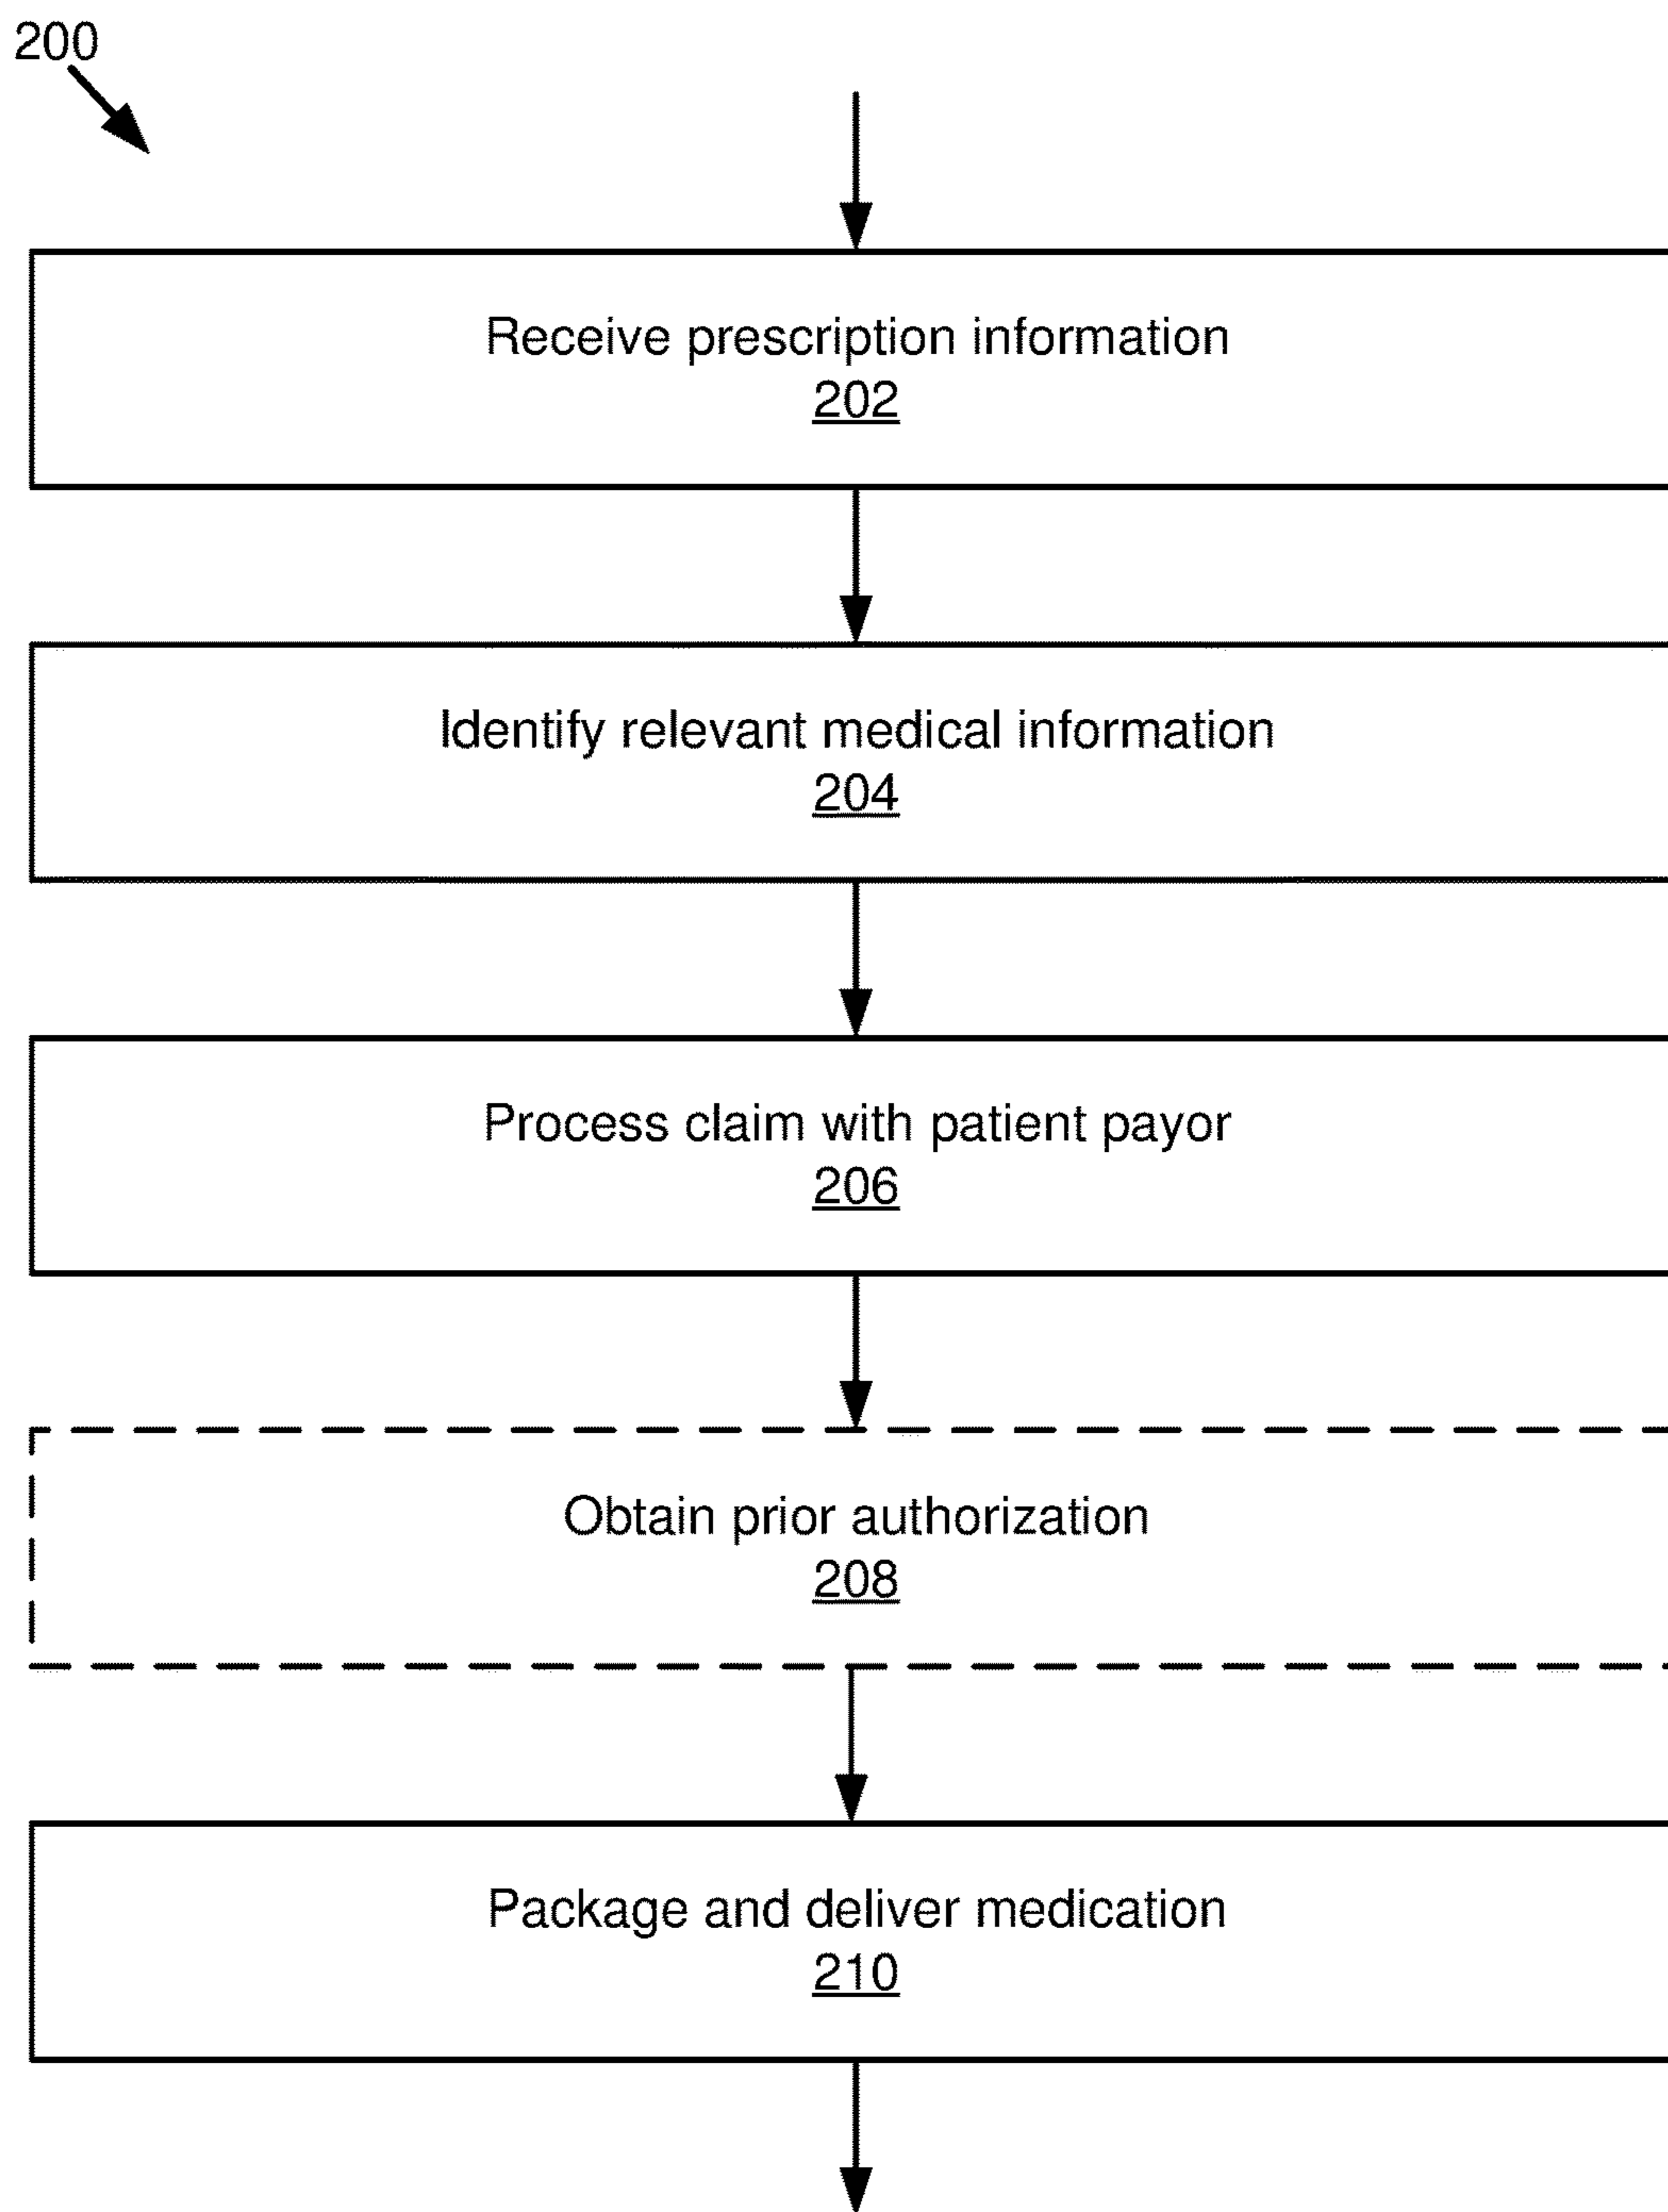 200
Receive prescription information
202
Identify relevant medical information
204
Process claim with patient payor
206
Obtain prior authorization
208
Package and deliver medication
210